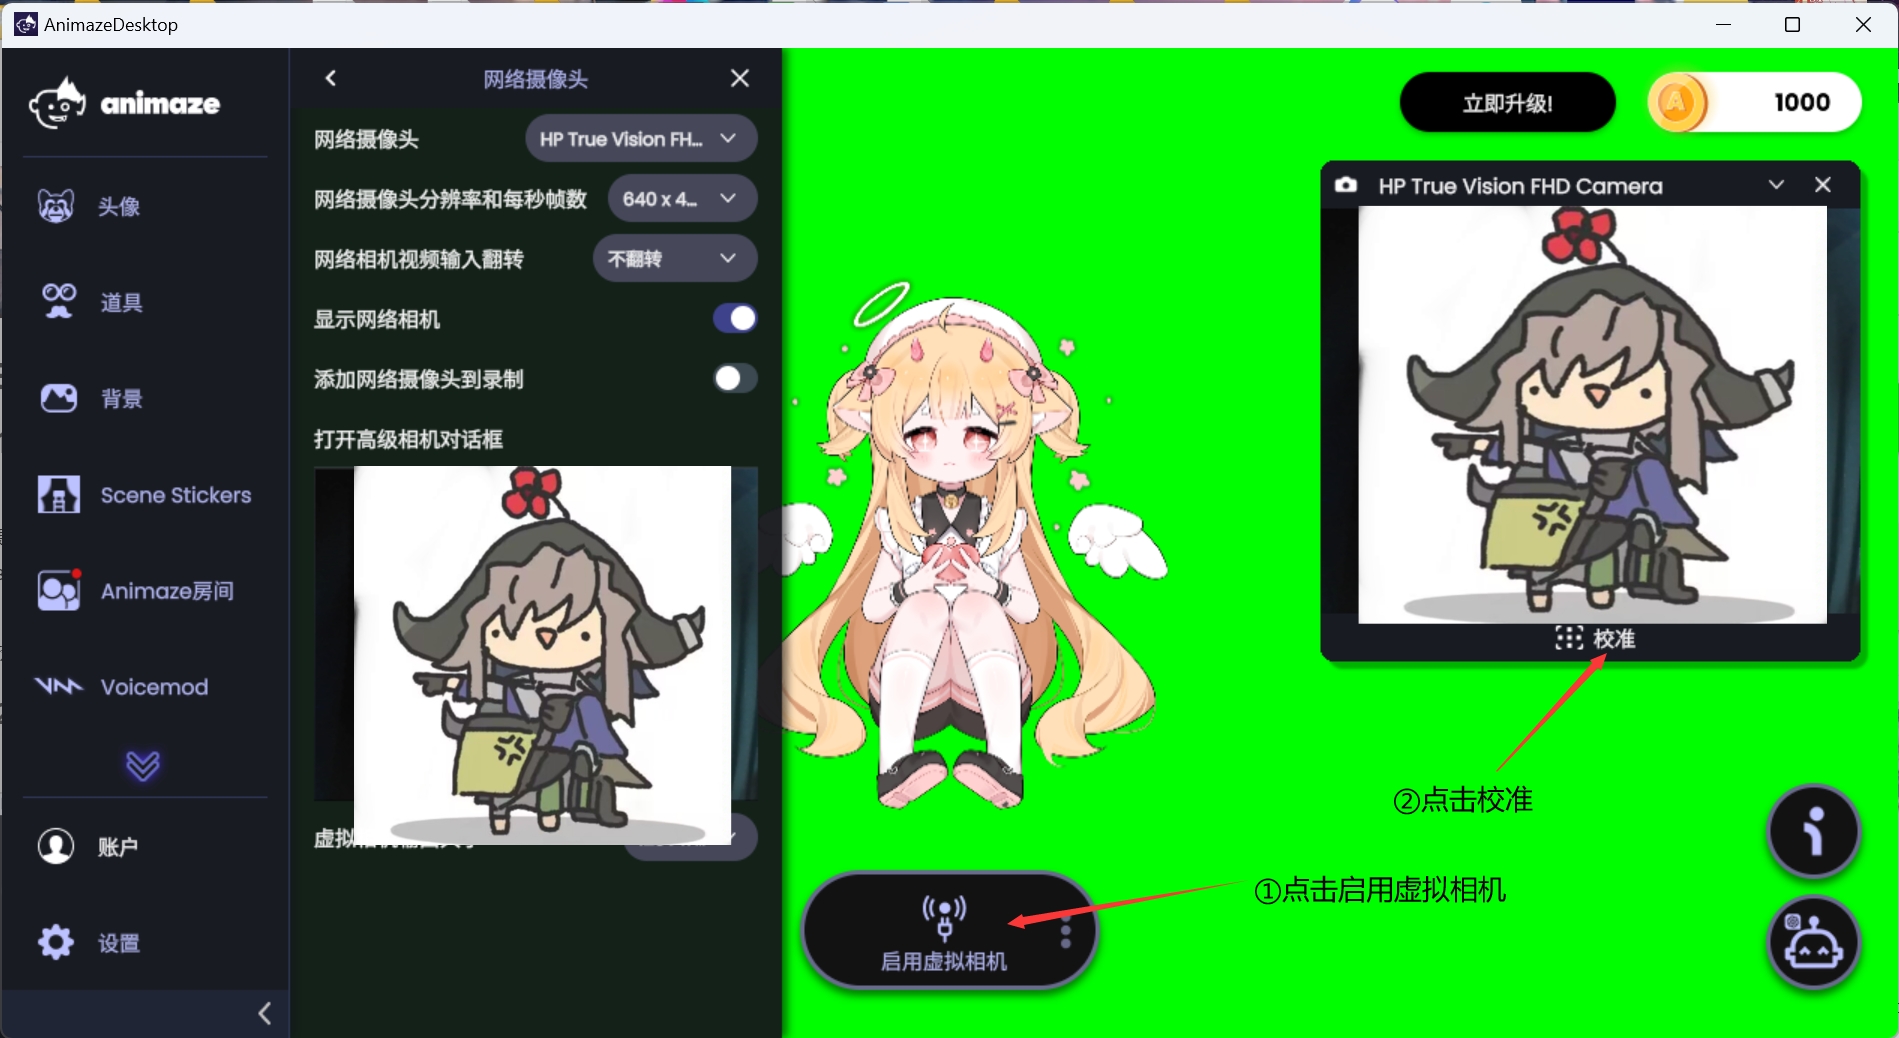 AnimazeDesktop
animaze
头像
道具
背景
Scene Stickers
Animaze房间
Voicemod
账户
设置
网络摄像头
网络摄像头
HP True Vision FH...
网络摄像头分辨率和每秒帧数
640 x 4...
网络相机视频输入翻转
不翻转
显示网络相机
添加网络摄像头到录制
打开高级相机对话框
虚拟
立即升级!
1000
HP True Vision FHD Camera
校准
②点击校准
①点击启用虚拟相机
启用虚拟相机